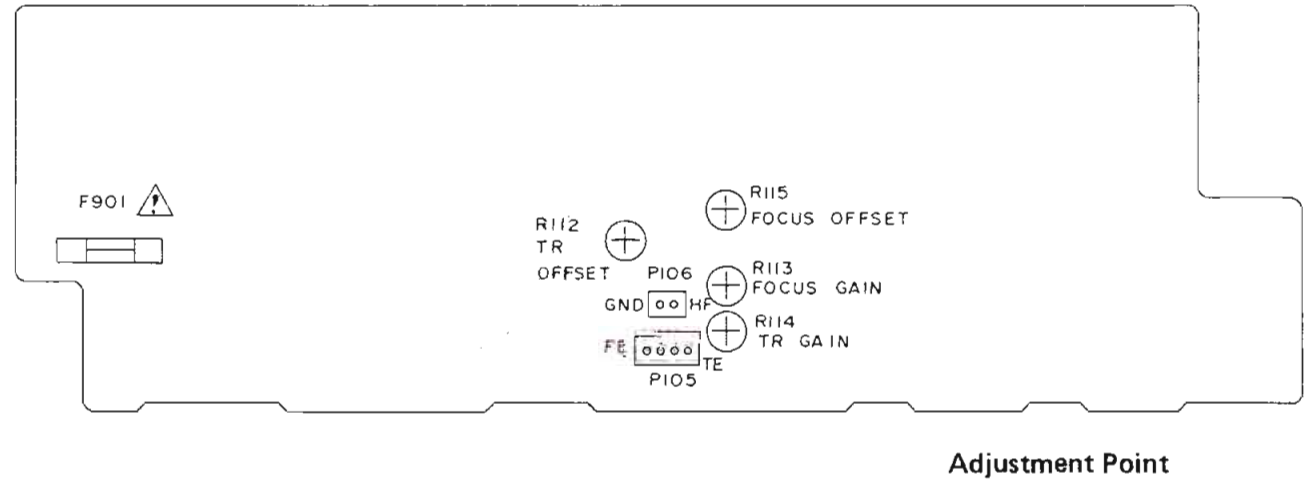 F901
R115
FOCUS OFFSET
R112
TR
OFFSET
P106
R113
FOCUS GAIN
GND
HF
R114
TR GAIN
FE
TE
P105
Adjustment Point